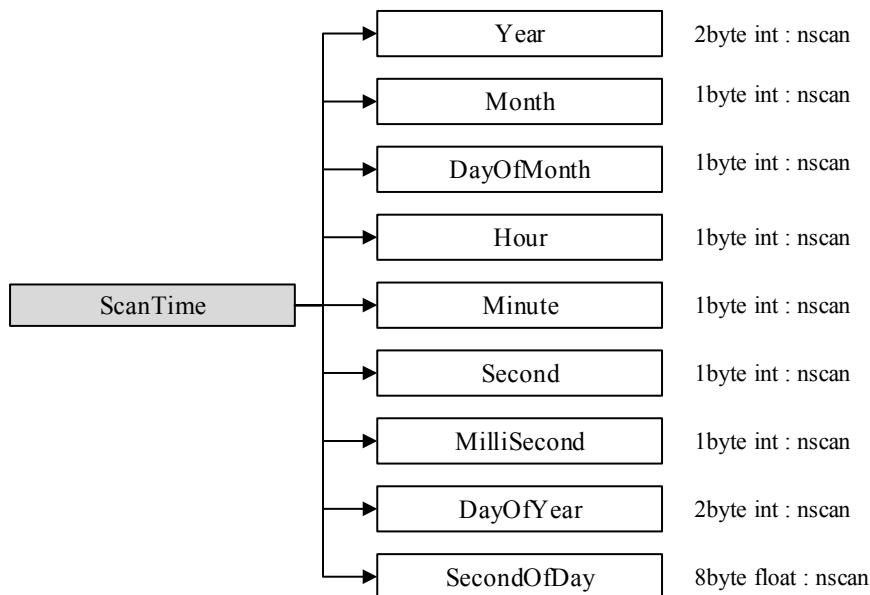 Year 2byte int : nscan
Month 1byte int : nscan
DayOfMonth 1byte int : nscan
Hour 1byte int : nscan
ScanTime Minute 1byte int : nscan
Second 1byte int : nscan
MilliSecond 1byte int : nscan
DayOfYear 2byte int : nscan
SecondOfDay 8byte float : nscan